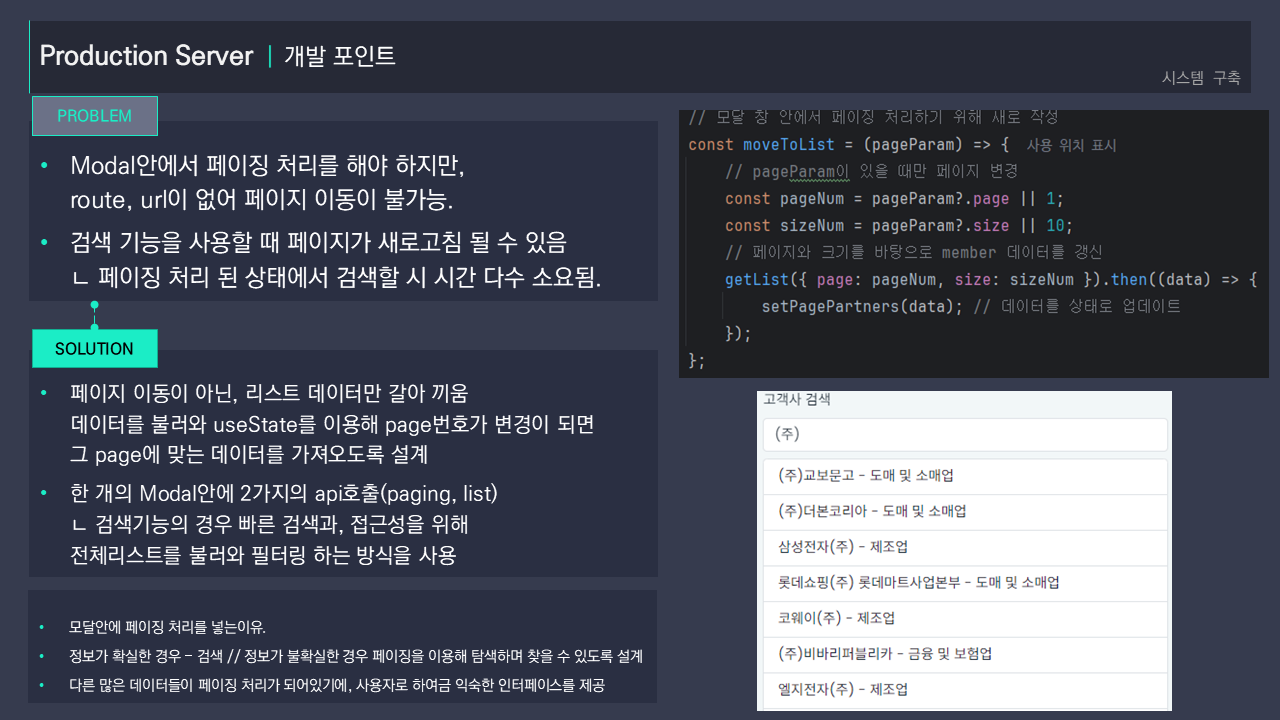 Production Server | 개발 포인트
시스템 구축
PROBLEM
• Modal안에서 페이징 처리를 해야 하지만,
route, url이 없어 페이지 이동이 불가능.
• 검색 기능을 사용할 때 페이지가 새로고침 될 수 있음
ㄴ 페이징 처리 된 상태에서 검색할 시 시간 다수 소요됨.
SOLUTION
• 페이지 이동이 아닌, 리스트 데이터만 갈아 끼움
데이터를 불러와 useState를 이용해 page번호가 변경이 되면
그 page에 맞는 데이터를 가져오도록 설계
• 한 개의 Modal안에 2가지의 api호출(paging, list)
ㄴ 검색기능의 경우 빠른 검색과, 접근성을 위해
전체리스트를 불러와 필터링 하는 방식을 사용
• 모달안에 페이징 처리를 넣는이유.
• 정보가 확실한 경우 – 검색 // 정보가 불확실한 경우 페이징을 이용해 탐색하며 찾을 수 있도록 설계
• 다른 많은 데이터들이 페이징 처리가 되어있기에, 사용자로 하여금 익숙한 인터페이스를 제공
// 모달 창 안에서 페이징 처리하기 위해 새로 작성
const moveToList = (pageParam) => { 사용 위치 표시
// pageParam이 있을 때만 페이지 변경
const pageNum = pageParam?.page || 1;
const sizeNum = pageParam?.size || 10;
// 페이지와 크기를 바탕으로 member 데이터를 갱신
getList({ page: pageNum, size: sizeNum }).then((data) => {
setPagePartners(data); // 데이터를 상태로 업데이트
});
};
고객사 검색
(주)
(주)교보문고 - 도매 및 소매업
(주)더본코리아 - 도매 및 소매업
삼성전자(주) - 제조업
롯데쇼핑(주) 롯데마트사업본부 - 도매 및 소매업
코웨이(주) - 제조업
(주)비바리퍼블리카 - 금융 및 보험업
엘지전자(주) - 제조업